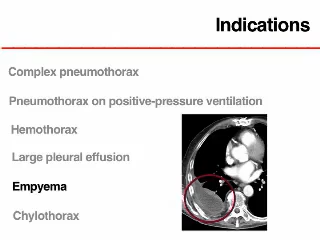 Indications
Complex pneumothorax
Pneumothorax on positive-pressure ventilation
Hemothorax
Large pleural effusion
Empyema
Chylothorax